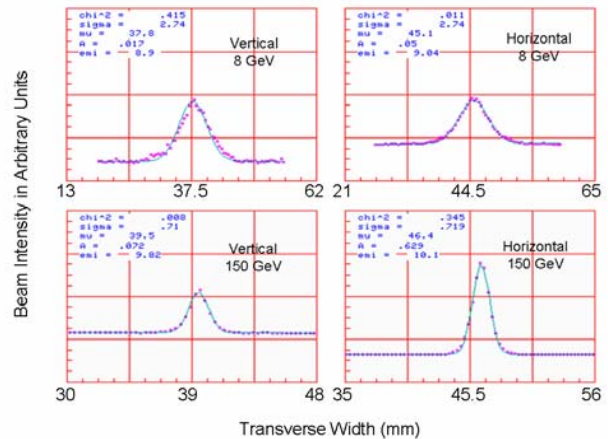 Beam Intensity in Arbitrary Units
chi^2 = .415
sigma = 2.74
mu = 37.8
A = .017
emi = 8.9
Vertical
8 GeV
13 37.5 62
chi^2 = .011
sigma = 2.74
mu = 45.1
A = .05
emi = 9.04
Horizontal
8 GeV
21 44.5 65
chi^2 = .008
sigma = .71
mu = 39.5
A = .072
emi = 9.82
Vertical
150 GeV
30 39 48
chi^2 = .345
sigma = .719
mu = 46.4
A = .629
emi = 10.1
Horizontal
150 GeV
35 45.5 56
Transverse Width (mm)